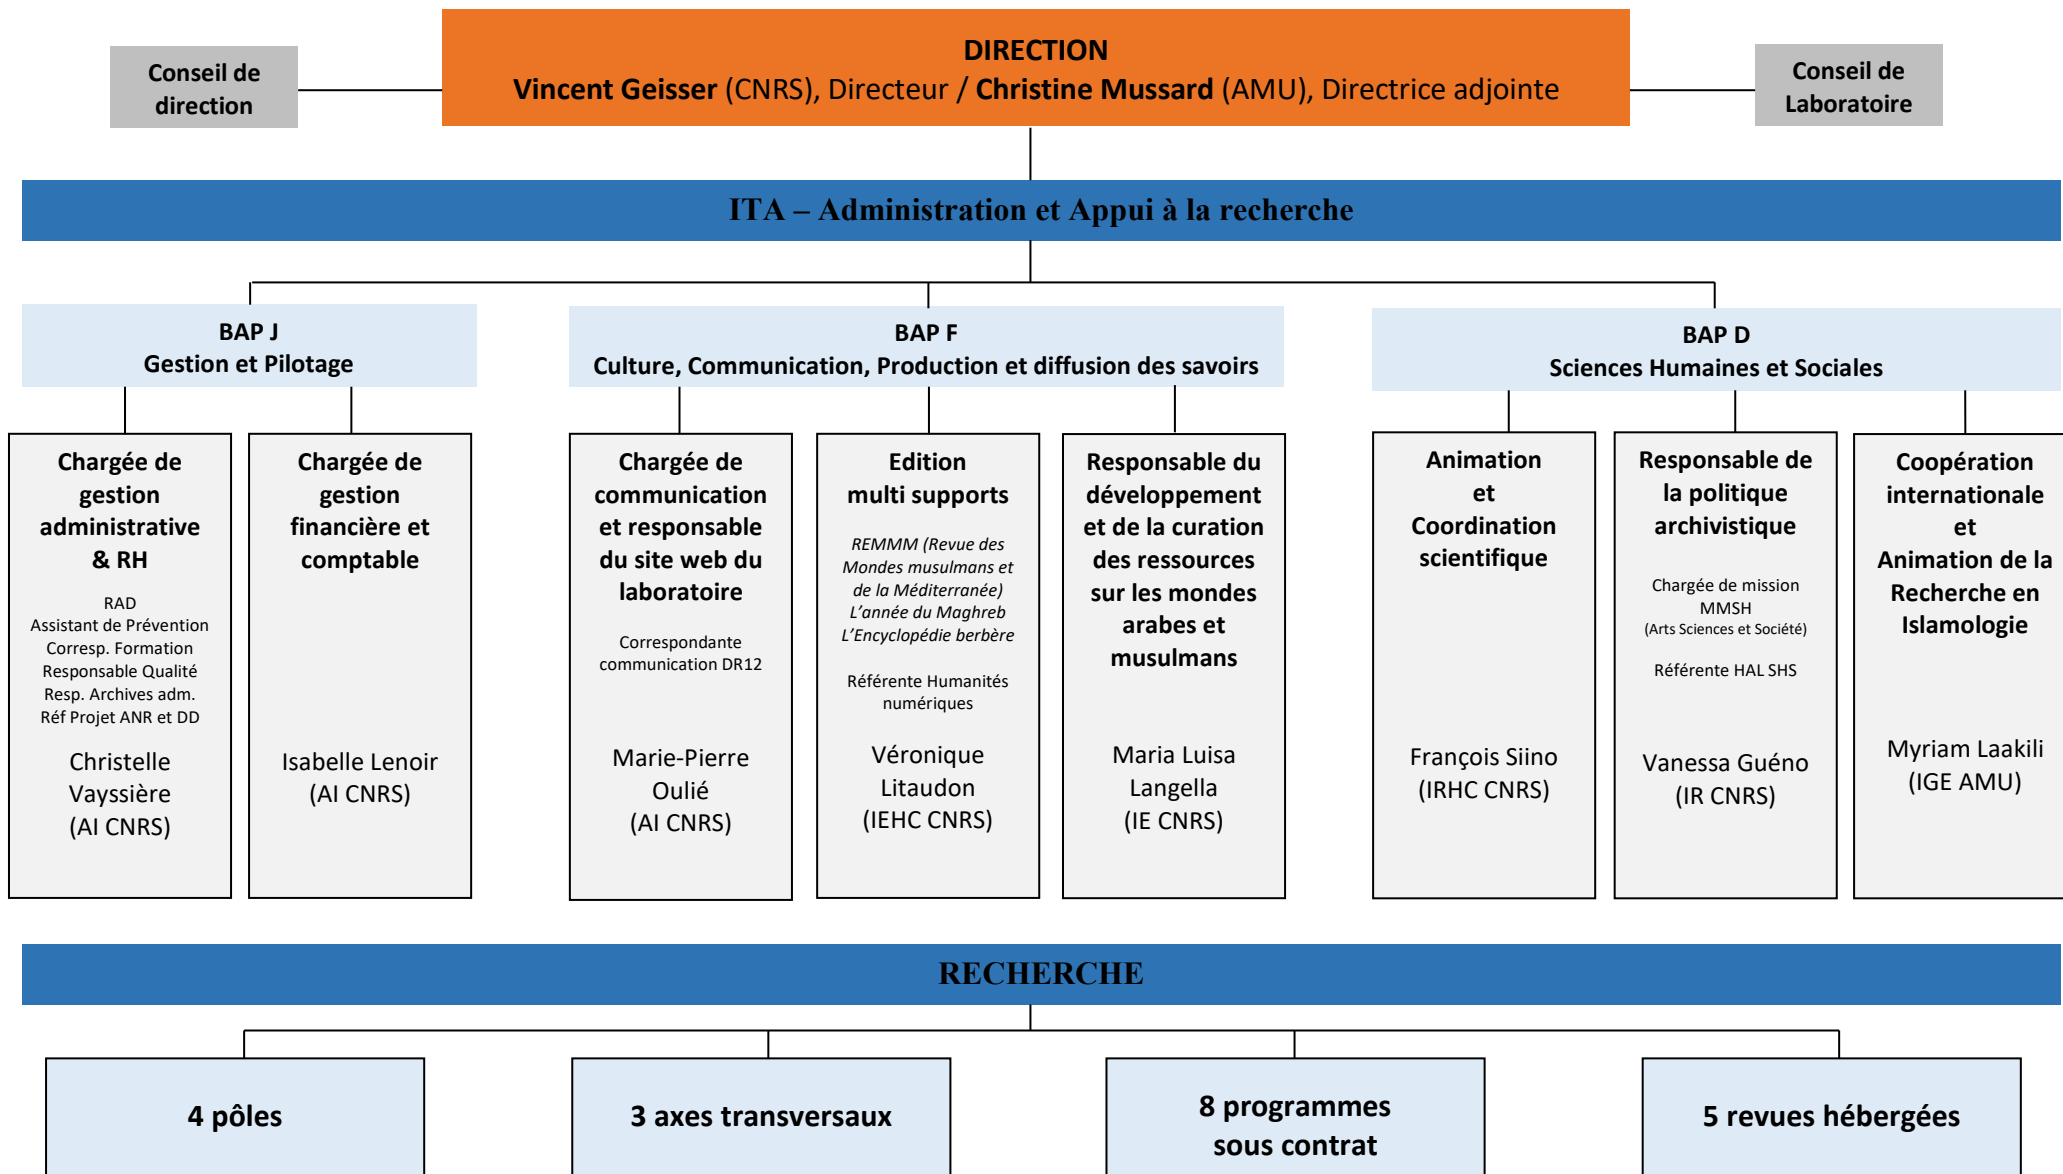 Conseil de
direction
DIRECTION
Vincent Geisser (CNRS), Directeur / Christine Mussard (AMU), Directrice adjointe
Conseil de
Laboratoire
ITA – Administration et Appui à la recherche
BAP J
Gestion et Pilotage
BAP F
Culture, Communication, Production et diffusion des savoirs
BAP D
Sciences Humaines et Sociales
Chargée de
gestion
administrative
& RH
RAD
Assistant de Prévention
Corresp. Formation
Responsable Qualité
Resp. Archives adm.
Réf Projet ANR et DD
Christelle
Vayssière
(AI CNRS)
Chargée de
gestion
financière et
comptable
Isabelle Lenoir
(AI CNRS)
Chargée de
communication
et responsable
du site web du
laboratoire
Correspondante
communication DR12
Marie-Pierre
Oulié
(AI CNRS)
Edition
multi supports
REMMM (Revue des
Mondes musulmans et
de la Méditerranée)
L'année du Maghreb
L'Encyclopédie berbère
Référente Humanités
numériques
Véronique
Litaudon
(IEHC CNRS)
Responsable du
développement
et de la curation
des ressources
sur les mondes
arabes et
musulmans
Maria Luisa
Langella
(IE CNRS)
Animation
et
Coordination
scientifique
François Siino
(IRHC CNRS)
Responsable de
la politique
archivistique
Chargée de mission
MMSH
(Arts Sciences et Société)
Référente HAL SHS
Vanessa Guéno
(IR CNRS)
Coopération
internationale
et
Animation de la
Recherche en
Islamologie
Myriam Laakili
(IGE AMU)
RECHERCHE
4 pôles
3 axes transversaux
8 programmes
sous contrat
5 revues hébergées